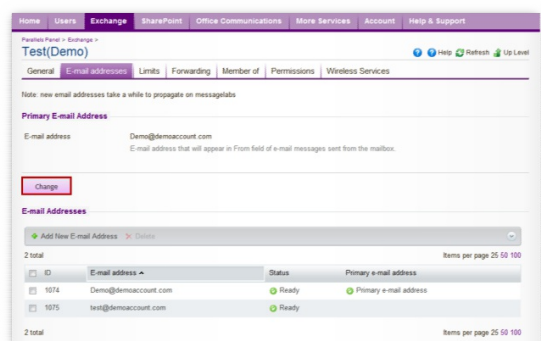 Home Users Exchange SharePoint Office Communications More Services Account Help & Support
Parallels Panel > Exchange >
Test(Demo)
Help Refresh Up Level
General E-mail addresses Limits Forwarding Member of Permissions Wireless Services
Note: new email addresses take a while to propagate on messagelabs
Primary E-mail Address
E-mail address Demo@demoaccount.com
E-mail address that will appear in From field of e-mail messages sent from the mailbox.
Change
E-mail Addresses
Add New E-mail Address Delete
2 total Items per page 25 50 100
ID E-mail address Status Primary e-mail address
1074 Demo@demoaccount.com Ready Primary e-mail address
1075 test@demoaccount.com Ready
2 total Items per page 25 50 100